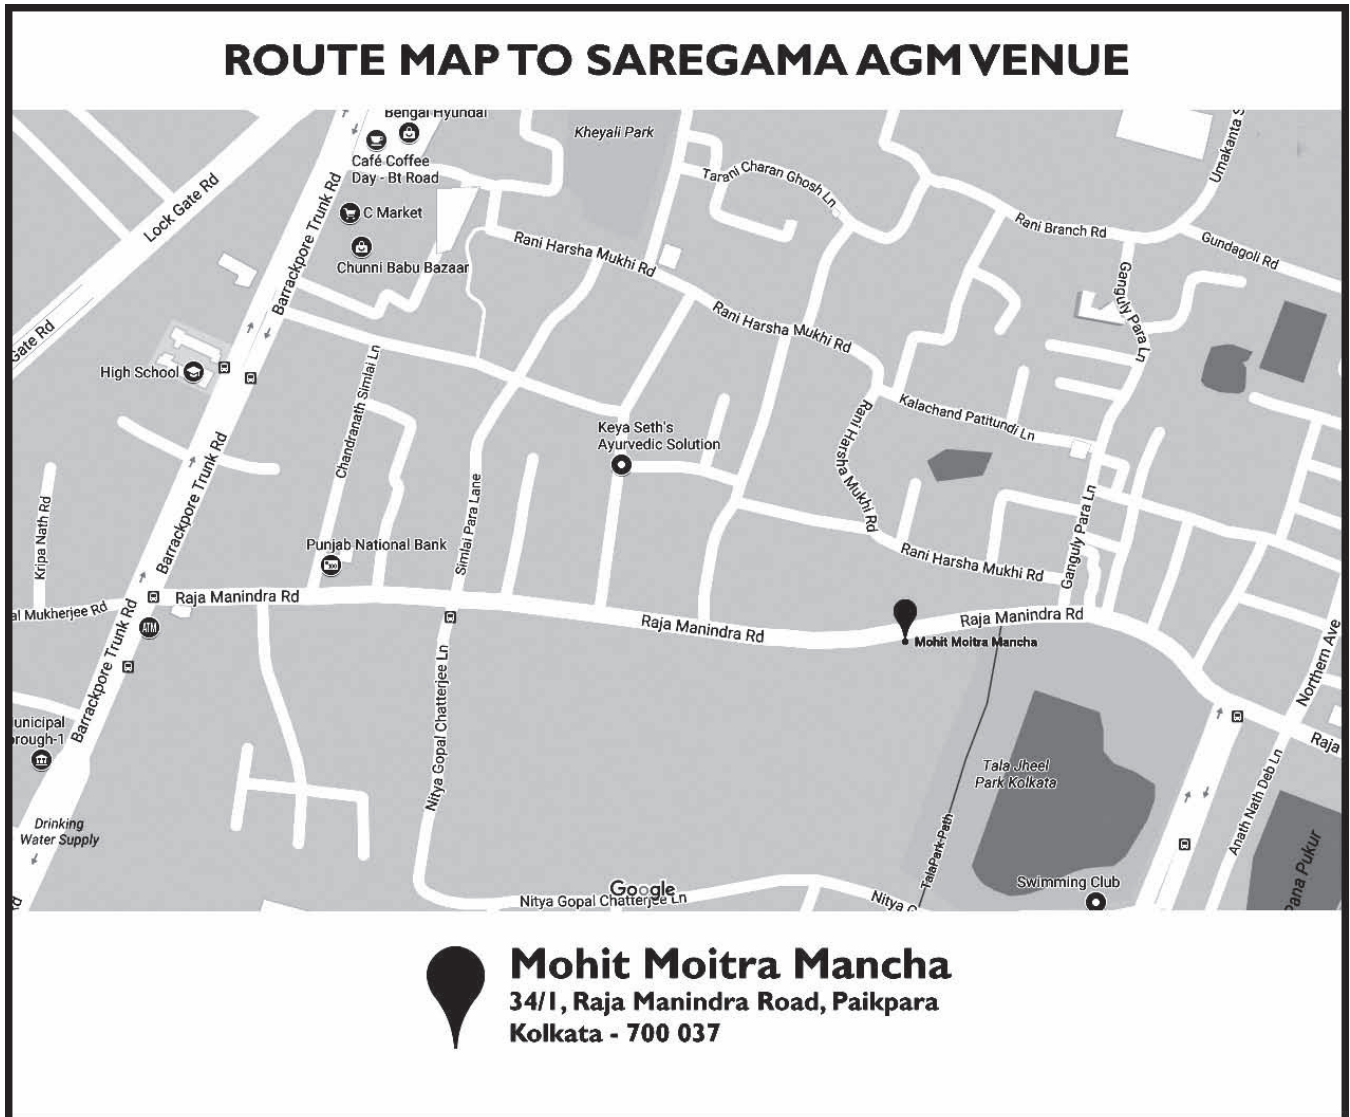 ROUTE MAP TO SAREGAMA AGM VENUE
Bengal Hyundai
Kheyali Park
Café Coffee
Day - Bt Road
Tarani Charan Ghosh Ln
Umakanta S
Lock Gate Rd
Barrackpore Trunk Rd
C Market
Rani Branch Rd
Gundagoli Rd
Rani Harsha Mukhi Rd
Chunni Babu Bazaar
Ganguly Para Ln
Rani Harsha Mukhi Rd
Gate Rd
High School
Chandranath Simlai Ln
Kalachand Patitundi Ln
Keya Seth's
Ayurvedic Solution
Rani Harsha Mukhi Rd
Barrackpore Trunk Rd
Kripa Nath Rd
Simlai Para Lane
Ganguly Para Ln
Punjab National Bank
Rani Harsha Mukhi Rd
al Mukherjee Rd
Raja Manindra Rd
Raja Manindra Rd
Raja Manindra Rd
ATM
Mohit Moitra Mancha
Barrackpore Trunk Rd
Northern Ave
Nitya Gopal Chatterjee Ln
unicipal
orough-1
Raja
Tala Jheel
Park Kolkata
Anath Nath Deb Ln
Drinking
Water Supply
TalaPark-Path
Pana Pukur
Swimming Club
Google
Nitya Gopal Chatterjee Ln
Nitya G
Rd
Mohit Moitra Mancha
34/1, Raja Manindra Road, Paikpara
Kolkata - 700 037